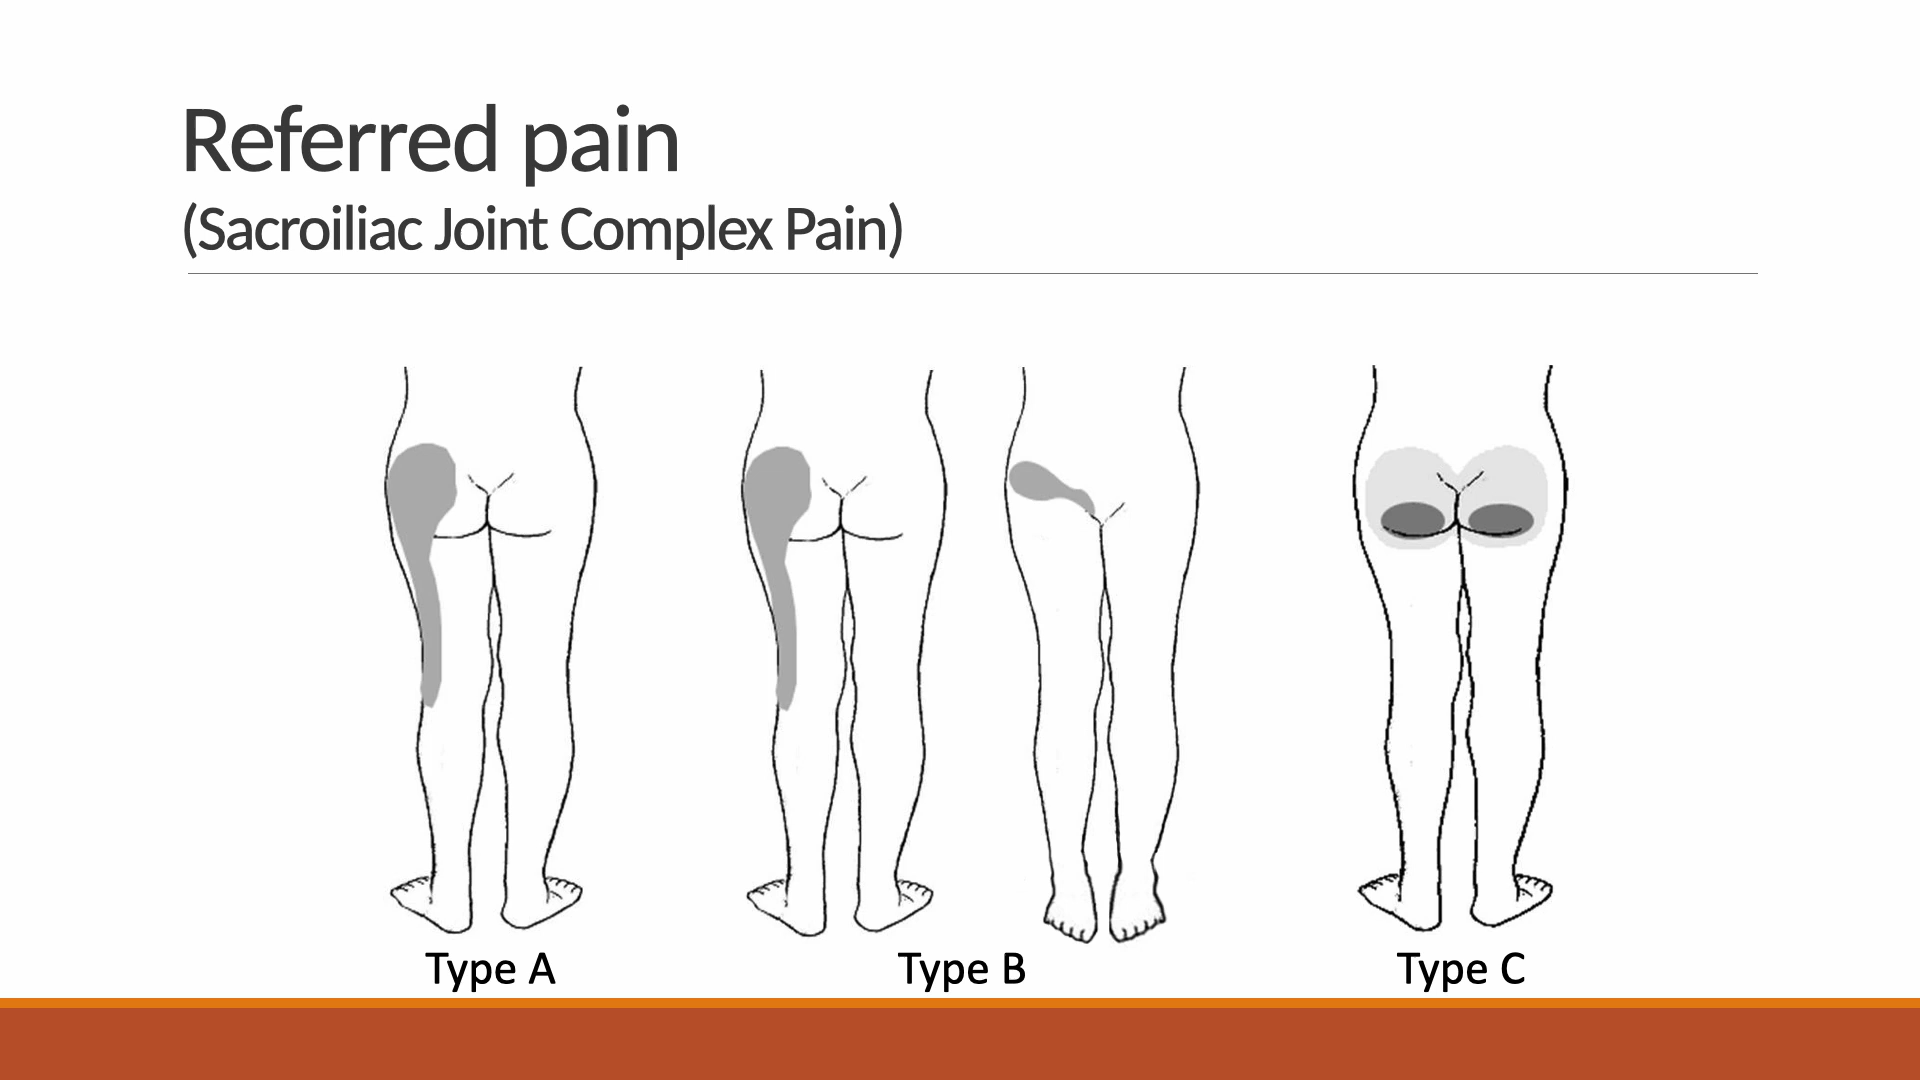 Referred pain
(Sacroiliac Joint Complex Pain)
Type A
Type B
Type C